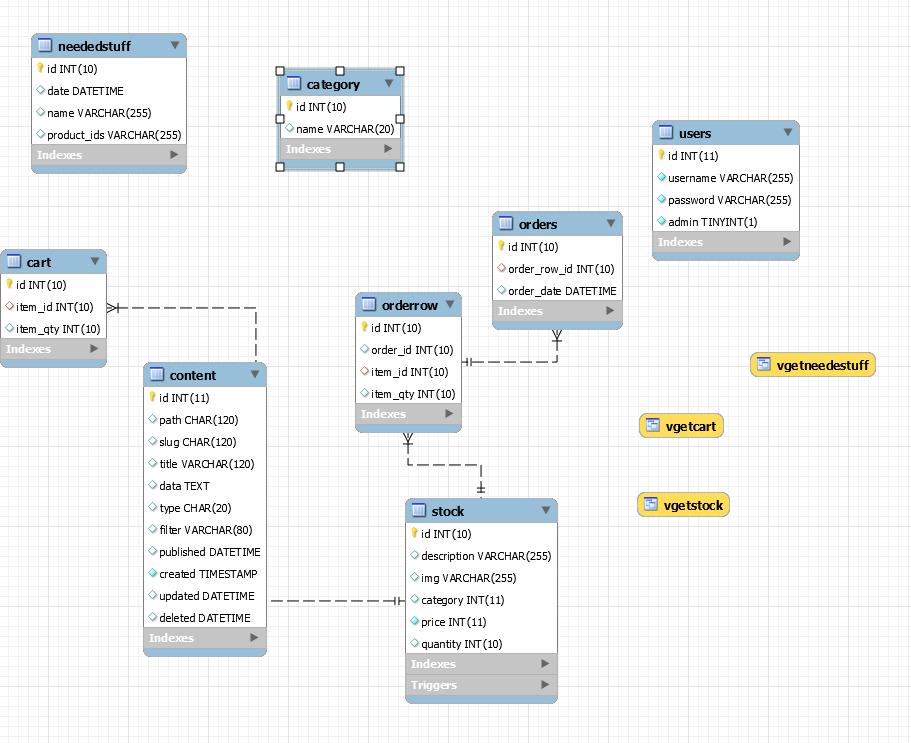 neededstuff
id INT(10)
date DATETIME
name VARCHAR(255)
product_ids VARCHAR(255)
Indexes
category
id INT(10)
name VARCHAR(20)
Indexes
users
id INT(11)
username VARCHAR(255)
password VARCHAR(255)
admin TINYINT(1)
Indexes
orders
id INT(10)
order_row_id INT(10)
order_date DATETIME
Indexes
cart
id INT(10)
item_id INT(10)
item_qty INT(10)
Indexes
orderrow
id INT(10)
order_id INT(10)
item_id INT(10)
item_qty INT(10)
Indexes
vgetneedestuff
vgetcart
vgetstock
content
id INT(11)
path CHAR(120)
slug CHAR(120)
title VARCHAR(120)
data TEXT
type CHAR(20)
filter VARCHAR(80)
published DATETIME
created TIMESTAMP
updated DATETIME
deleted DATETIME
Indexes
stock
id INT(10)
description VARCHAR(255)
img VARCHAR(255)
category INT(11)
price INT(11)
quantity INT(10)
Indexes
Triggers